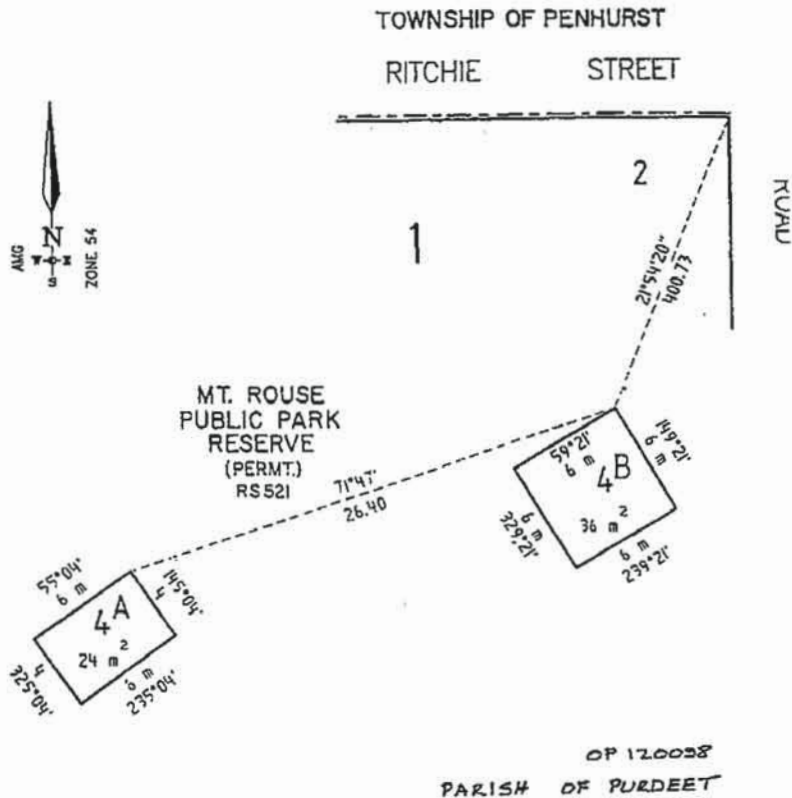 TOWNSHIP OF PENHURST
RITCHIE STREET
2
1
ROAD
N
W E
S
AMG
ZONE 54
21°54'20"
400.73
MT. ROUSE
PUBLIC PARK
RESERVE
(PERMT.)
RS 521
71°47'
26.40
59°21'
6 m
149°21'
6 m
4B
36 m²
6 m
329°21'
6 m
239°21'
55°04'
6 m
145°04'
4
4A
24 m²
4
325°04'
6 m
235°04'
OP 120098
PARISH OF PURDEET